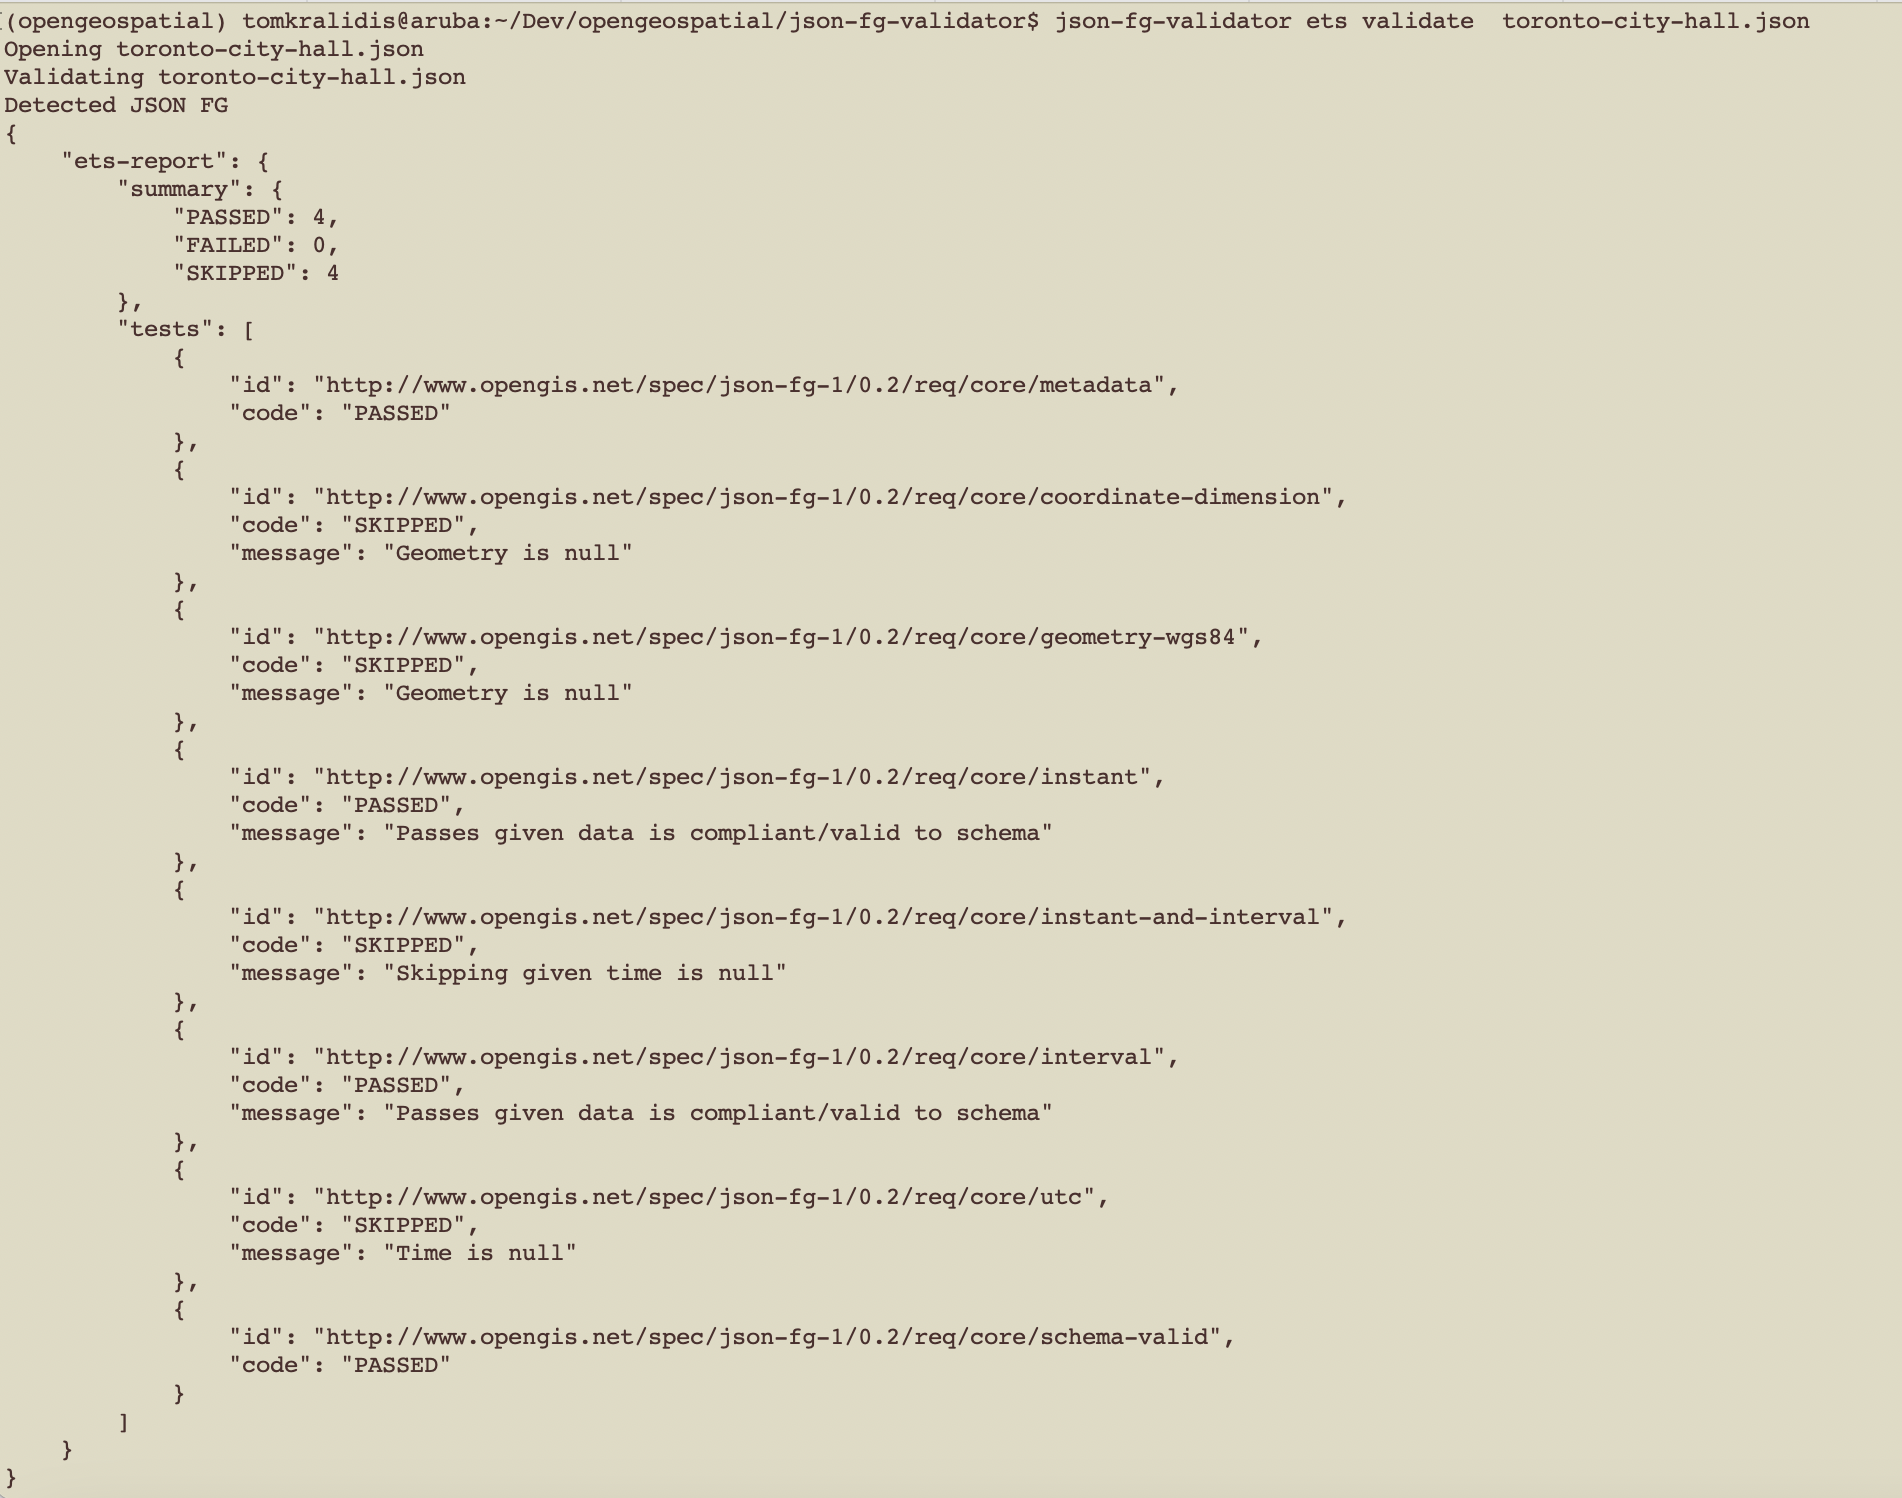 (opengeospatial) tomkralidis@aruba:~/Dev/opengeospatial/json-fg-validator$ json-fg-validator ets validate  toronto-city-hall.json
Opening toronto-city-hall.json
Validating toronto-city-hall.json
Detected JSON FG
{
    "ets-report": {
        "summary": {
            "PASSED": 4,
            "FAILED": 0,
            "SKIPPED": 4
        },
        "tests": [
            {
                "id": "http://www.opengis.net/spec/json-fg-1/0.2/req/core/metadata",
                "code": "PASSED"
            },
            {
                "id": "http://www.opengis.net/spec/json-fg-1/0.2/req/core/coordinate-dimension",
                "code": "SKIPPED",
                "message": "Geometry is null"
            },
            {
                "id": "http://www.opengis.net/spec/json-fg-1/0.2/req/core/geometry-wgs84",
                "code": "SKIPPED",
                "message": "Geometry is null"
            },
            {
                "id": "http://www.opengis.net/spec/json-fg-1/0.2/req/core/instant",
                "code": "PASSED",
                "message": "Passes given data is compliant/valid to schema"
            },
            {
                "id": "http://www.opengis.net/spec/json-fg-1/0.2/req/core/instant-and-interval",
                "code": "SKIPPED",
                "message": "Skipping given time is null"
            },
            {
                "id": "http://www.opengis.net/spec/json-fg-1/0.2/req/core/interval",
                "code": "PASSED",
                "message": "Passes given data is compliant/valid to schema"
            },
            {
                "id": "http://www.opengis.net/spec/json-fg-1/0.2/req/core/utc",
                "code": "SKIPPED",
                "message": "Time is null"
            },
            {
                "id": "http://www.opengis.net/spec/json-fg-1/0.2/req/core/schema-valid",
                "code": "PASSED"
            }
        ]
    }
}